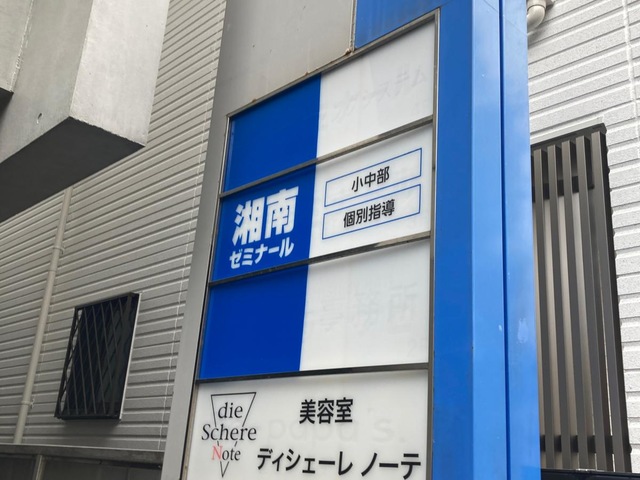 湘南
ゼミナール
小中部
個別指導
die
Schere
Note
美容室
ディシェーレ ノーテ